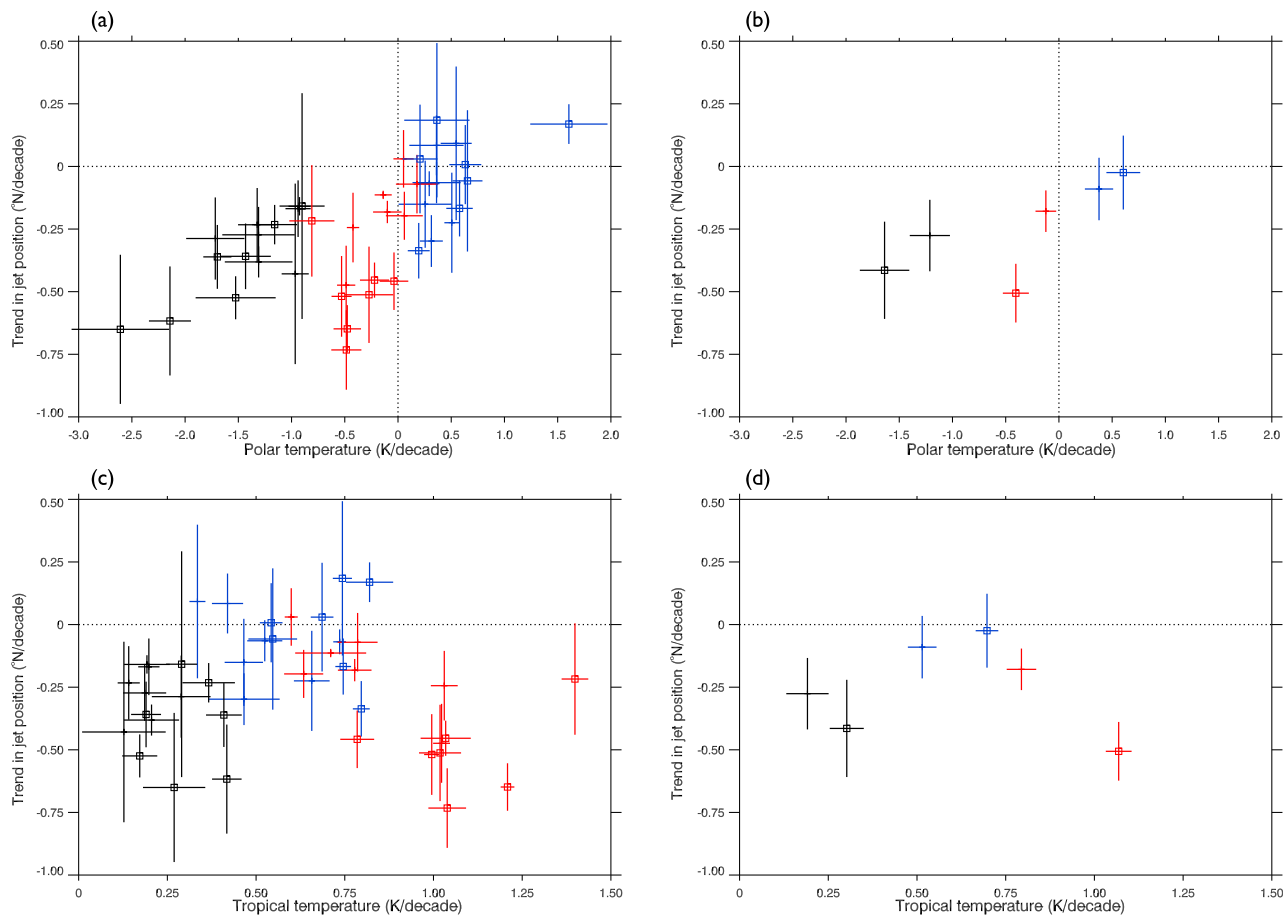 (a)
0.50
0.25
0
-0.25
-0.50
-0.75
-1.00
Trend in jet position (°N/decade)
-3.0 -2.5 -2.0 -1.5 -1.0 -0.5 0 0.5 1.0 1.5 2.0
Polar temperature (K/decade)
(b)
0.50
0.25
0
-0.25
-0.50
-0.75
-1.00
Trend in jet position (°N/decade)
-3.0 -2.5 -2.0 -1.5 -1.0 -0.5 0 0.5 1.0 1.5 2.0
Polar temperature (K/decade)
(c)
0.50
0.25
0
-0.25
-0.50
-0.75
-1.00
Trend in jet position (°N/decade)
0 0.25 0.50 0.75 1.00 1.25 1.50
Tropical temperature (K/decade)
(d)
0.50
0.25
0
-0.25
-0.50
-0.75
-1.00
Trend in jet position (°N/decade)
0 0.25 0.50 0.75 1.00 1.25 1.50
Tropical temperature (K/decade)